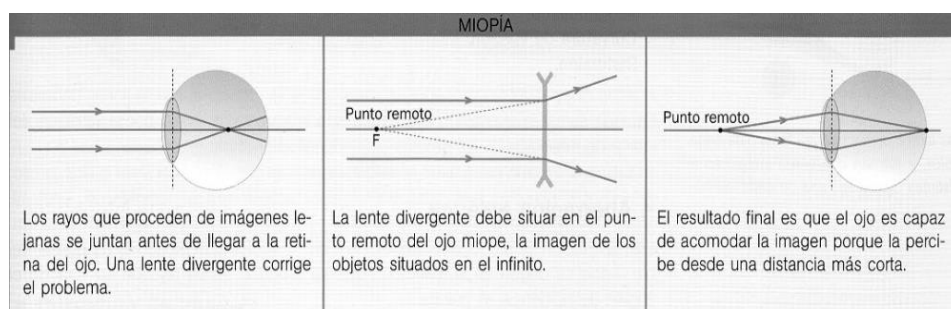 MIOPÍA
Punto remoto
F
Punto remoto
Los rayos que proceden de imágenes le-
janas se juntan antes de llegar a la reti-
na del ojo. Una lente divergente corrige
el problema.
La lente divergente debe situar en el pun-
to remoto del ojo miope, la imagen de los
objetos situados en el infinito.
El resultado final es que el ojo es capaz
de acomodar la imagen porque la perci-
be desde una distancia más corta.